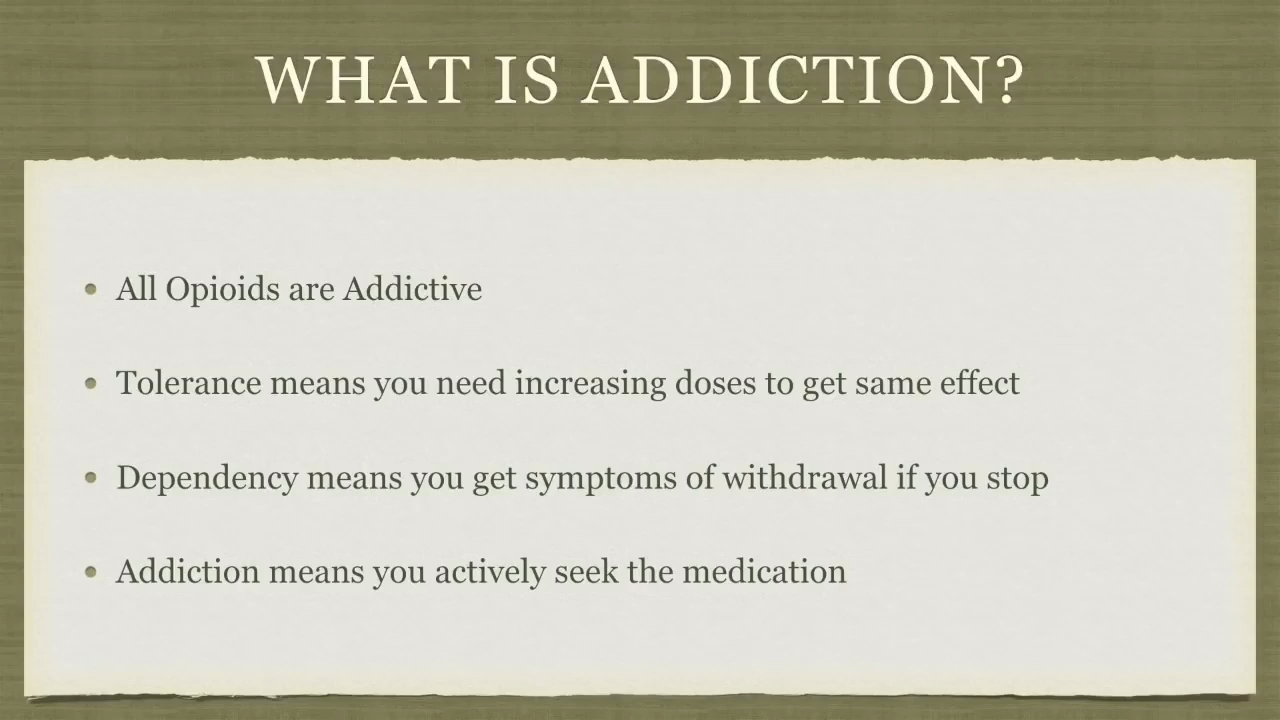 WHAT IS ADDICTION?
• All Opioids are Addictive
• Tolerance means you need increasing doses to get same effect
• Dependency means you get symptoms of withdrawal if you stop
• Addiction means you actively seek the medication